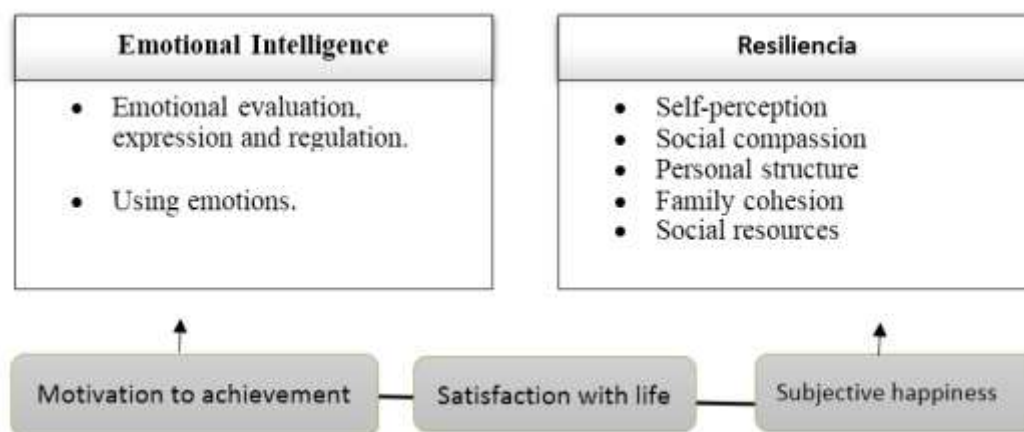 Emotional Intelligence
• Emotional evaluation,
expression and regulation.
• Using emotions.
Resiliencia
• Self-perception
• Social compassion
• Personal structure
• Family cohesion
• Social resources
Motivation to achievement
Satisfaction with life
Subjective happiness